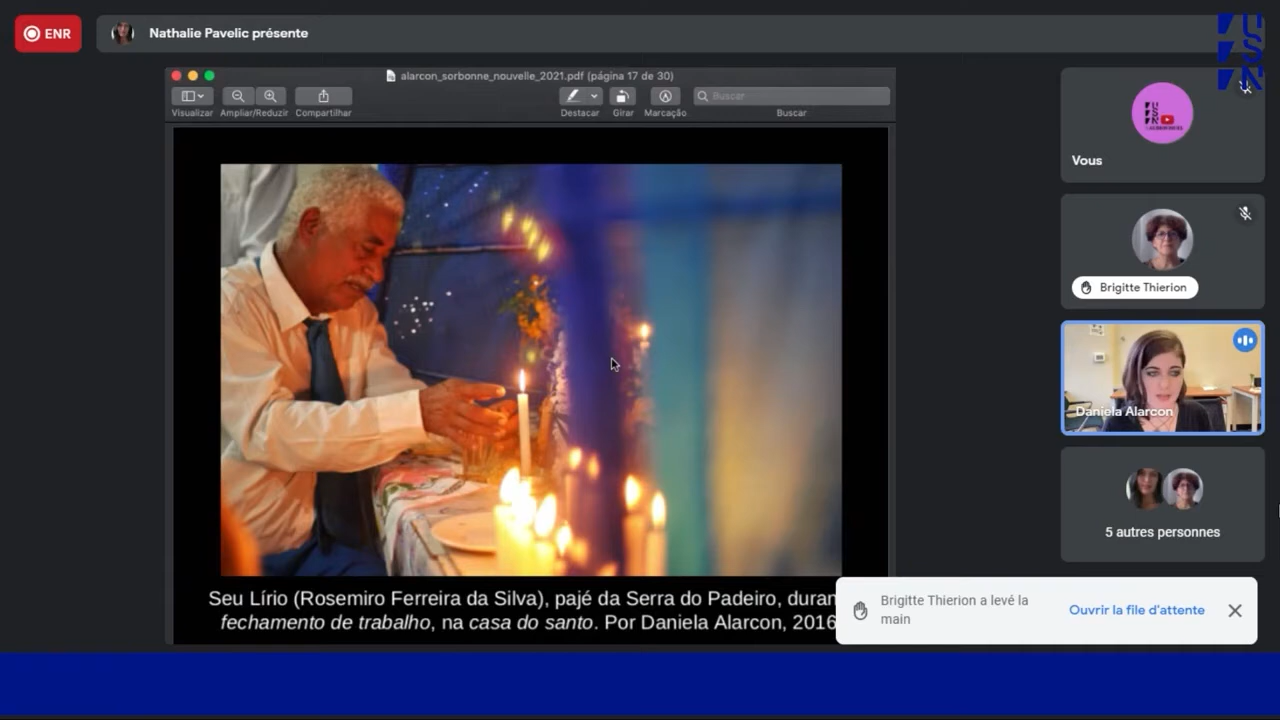 ENR
Nathalie Pavelic présente
USN
alarcon_sorbonne_nouvelle_2021.pdf (página 17 de 30)
Buscar
Visualizar
Ampliar/Reduzir
Compartilhar
Destacar
Girar
Marcação
Buscar
Vous
Brigitte Thierion
Daniela Alarcon
5 autres personnes
Seu Lírio (Rosemiro Ferreira da Silva), pajé da Serra do Padeiro,
fechamento de trabalho, na casa do santo. Por Daniela Alarcon, 2016
Brigitte Thierion a levé la
main
Ouvrir la file d'attente